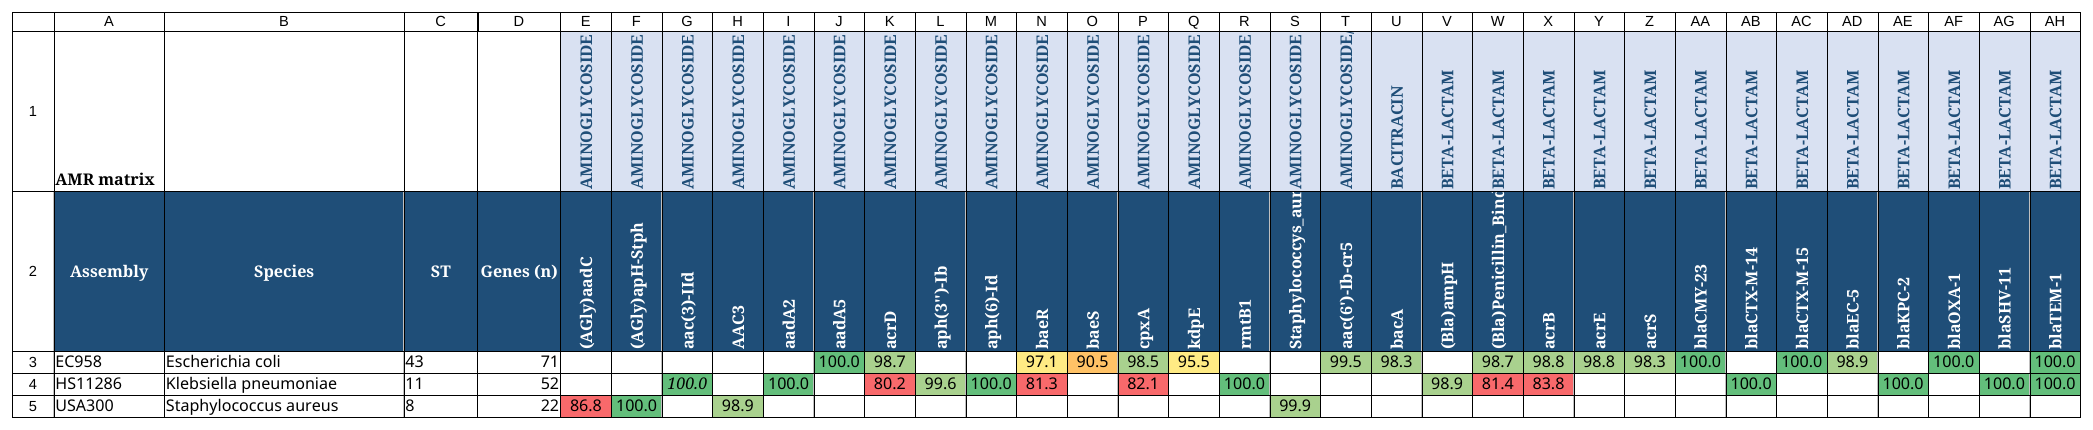 A B C D E F G H I J K L M N O P Q R S T U V W X Y Z AA AB AC AD AE AF AG AH
1 AMR matrix AMINOGLYCOSIDE AMINOGLYCOSIDE AMINOGLYCOSIDE AMINOGLYCOSIDE AMINOGLYCOSIDE AMINOGLYCOSIDE AMINOGLYCOSIDE AMINOGLYCOSIDE AMINOGLYCOSIDE AMINOGLYCOSIDE AMINOGLYCOSIDE AMINOGLYCOSIDE AMINOGLYCOSIDE AMINOGLYCOSIDE AMINOGLYCOSIDE AMINOGLYCOSIDE/ BACITRACIN BETA-LACTAM BETA-LACTAM BETA-LACTAM BETA-LACTAM BETA-LACTAM BETA-LACTAM BETA-LACTAM BETA-LACTAM BETA-LACTAM BETA-LACTAM BETA-LACTAM BETA-LACTAM BETA-LACTAM
2 Assembly Species ST Genes (n) (AGly)aadC (AGly)apH-Stph aac(3)-IId AAC3 aadA2 aadA5 acrD aph(3'')-Ib aph(6)-Id baeR baeS cpxA kdpE rmtB1 Staphylococcys_aur aac(6')-Ib-cr5 bacA (Bla)ampH (Bla)Penicillin_Bind acrB acrE acrS blaCMY-23 blaCTX-M-14 blaCTX-M-15 blaEC-5 blaKPC-2 blaOXA-1 blaSHV-11 blaTEM-1
3 EC958 Escherichia coli 43 71 100.0 98.7 97.1 90.5 98.5 95.5 99.5 98.3 98.7 98.8 98.8 98.3 100.0 100.0 98.9 100.0 100.0
4 HS11286 Klebsiella pneumoniae 11 52 100.0 100.0 80.2 99.6 100.0 81.3 82.1 100.0 98.9 81.4 83.8 100.0 100.0 100.0 100.0
5 USA300 Staphylococcus aureus 8 22 86.8 100.0 98.9 99.9